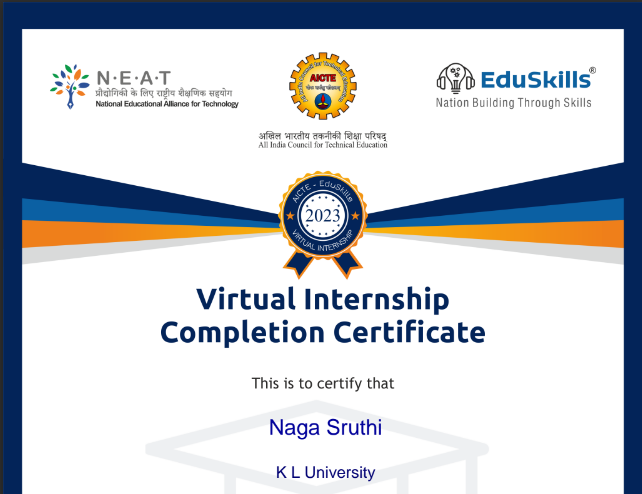 N·E·A·T
प्रौद्योगिकी के लिए राष्ट्रीय शैक्षणिक सहयोग
National Educational Alliance for Technology
AICTE
अखिल भारतीय तकनीकी शिक्षा परिषद्
All India Council for Technical Education
EduSkills®
Nation Building Through Skills
AICTE - EduSkills
2023
VIRTUAL INTERNSHIP
Virtual Internship
Completion Certificate
This is to certify that
Naga Sruthi
K L University